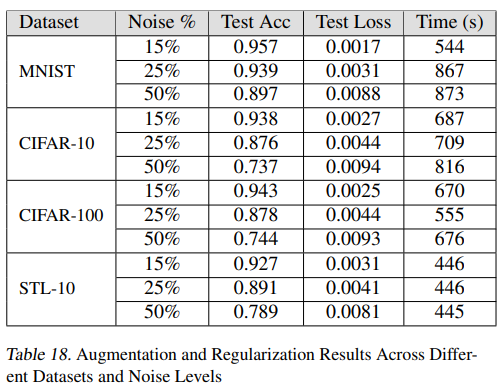 Dataset Noise % Test Acc Test Loss Time (s)
MNIST 15% 0.957 0.0017 544
25% 0.939 0.0031 867
50% 0.897 0.0088 873
CIFAR-10 15% 0.938 0.0027 687
25% 0.876 0.0044 709
50% 0.737 0.0094 816
CIFAR-100 15% 0.943 0.0025 670
25% 0.878 0.0044 555
50% 0.744 0.0093 676
STL-10 15% 0.927 0.0031 446
25% 0.891 0.0041 446
50% 0.789 0.0081 445
Table 18. Augmentation and Regularization Results Across Differ-
ent Datasets and Noise Levels